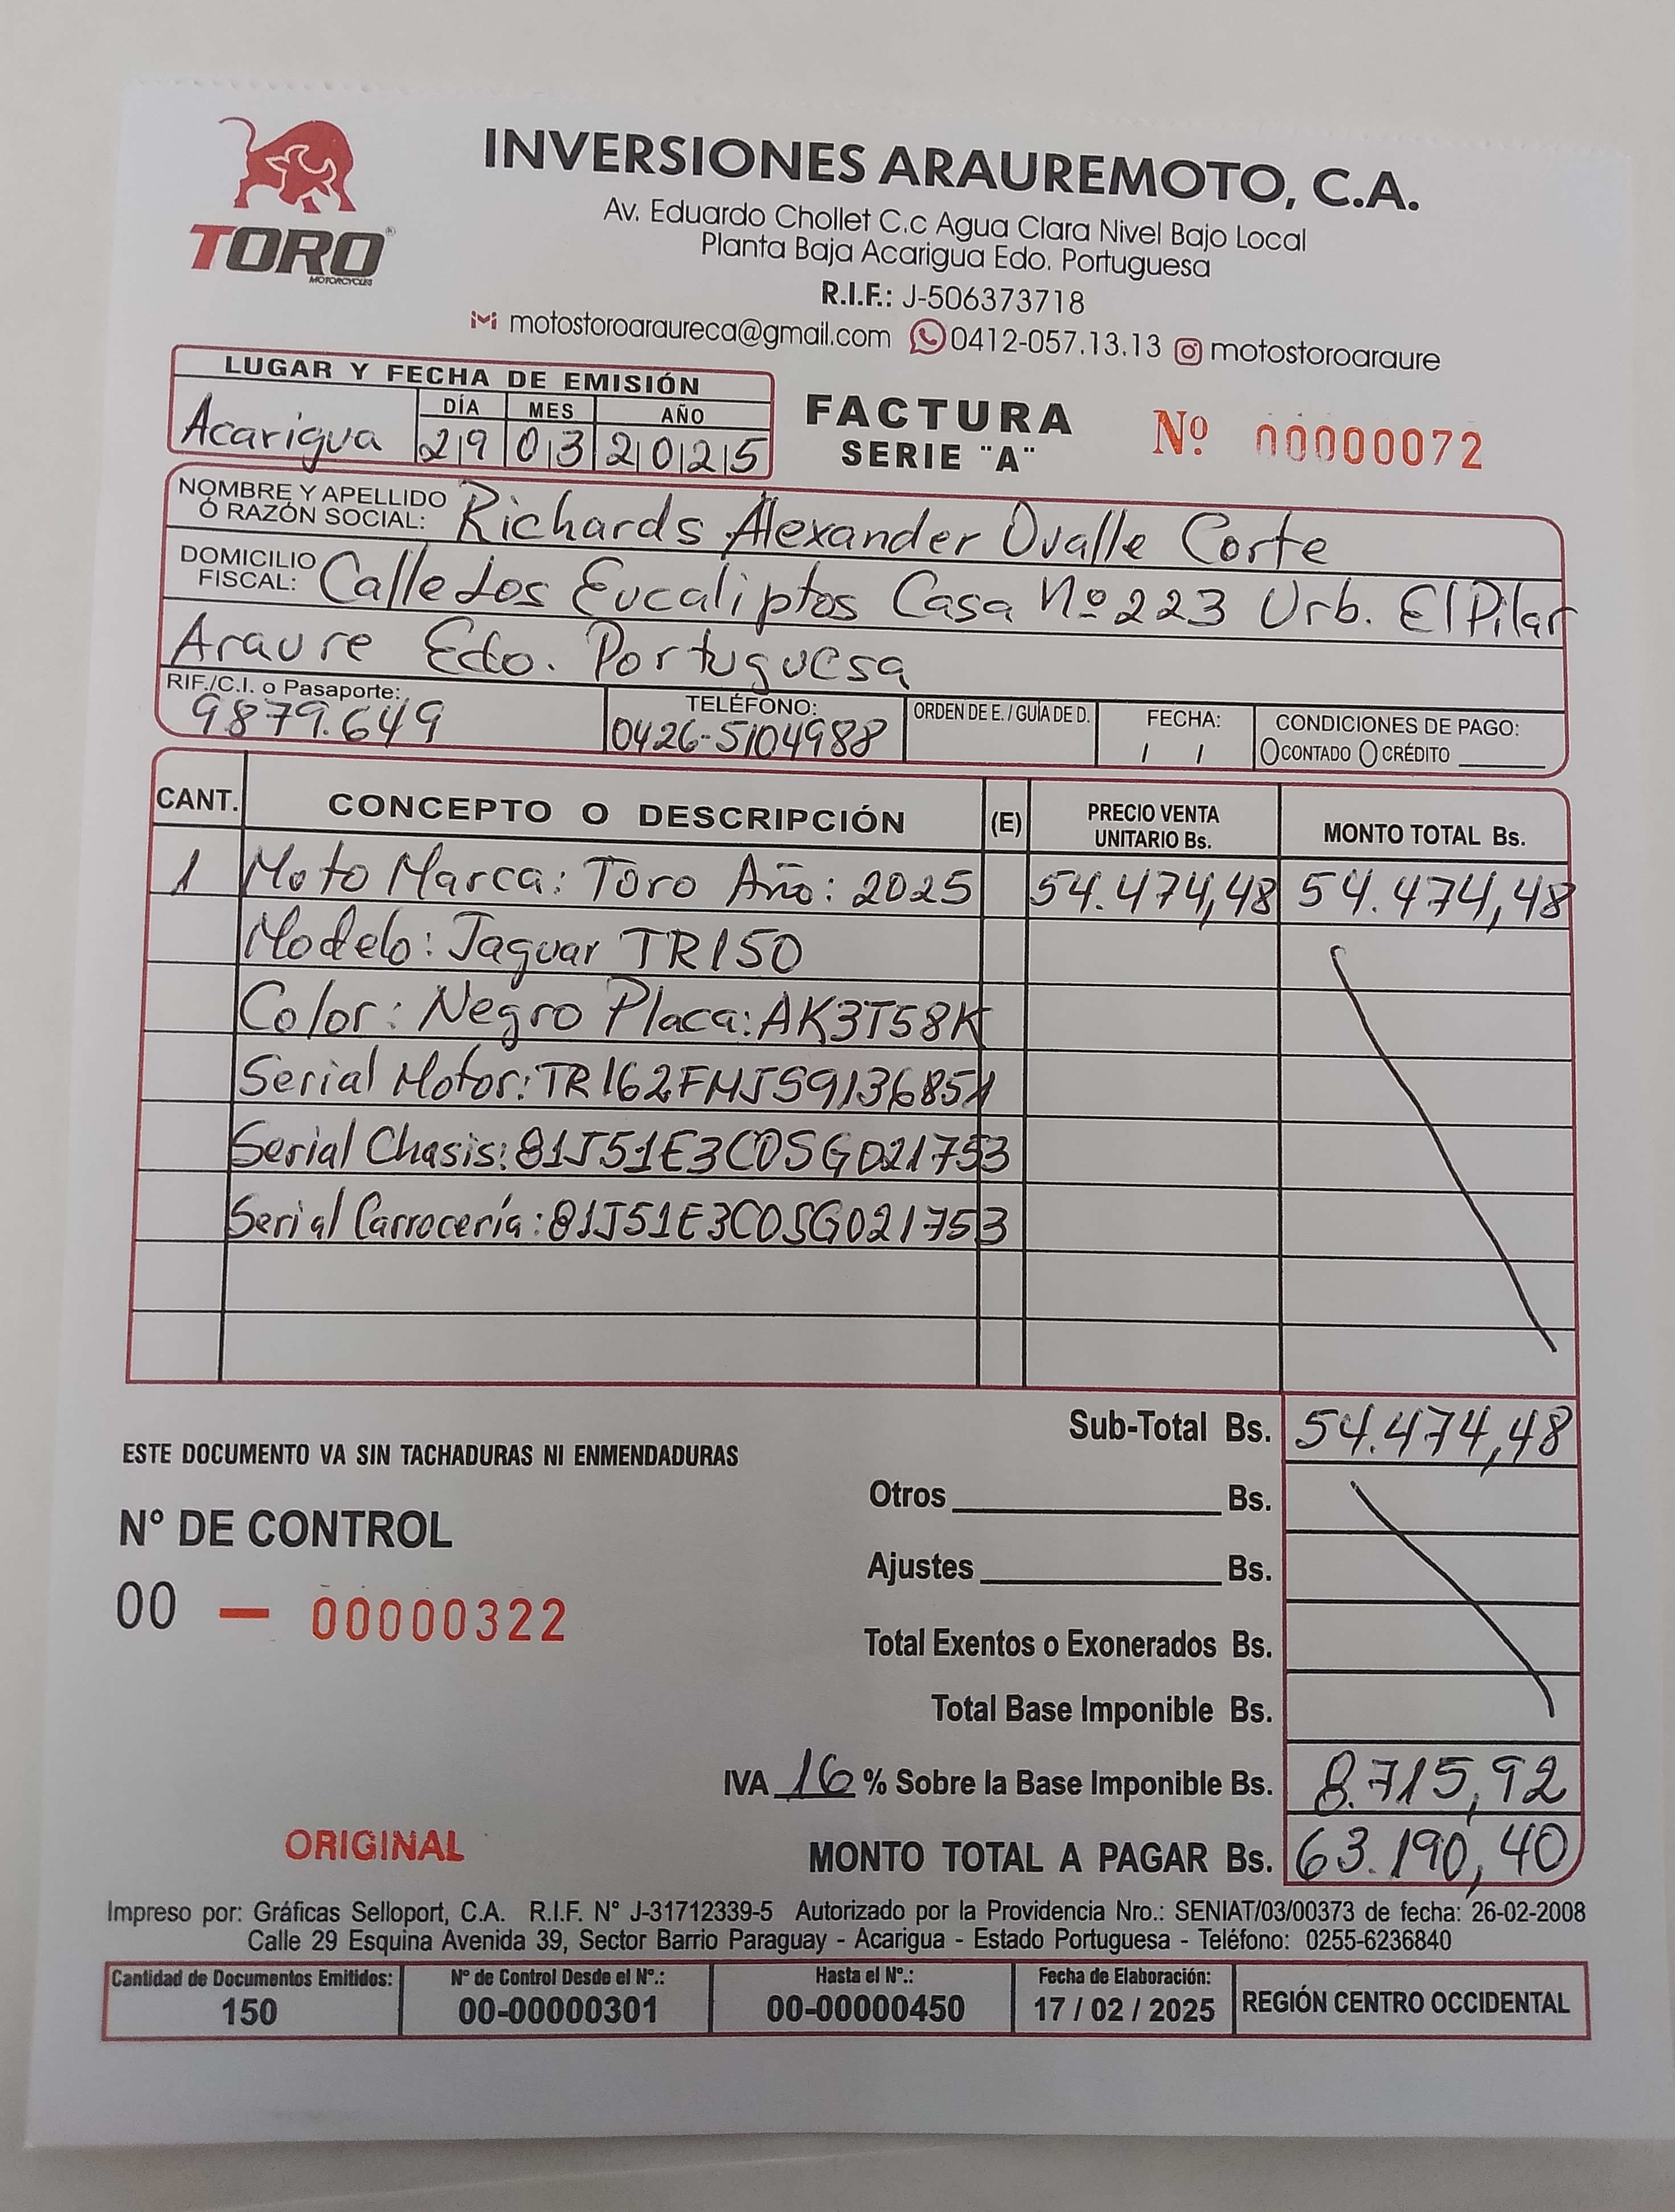 INVERSIONES ARAUREMOTO, C.A.
TORO®
MOTORCYCLES
Av. Eduardo Chollet C.c Agua Clara Nivel Bajo Local
Planta Baja Acarigua Edo. Portuguesa
R.I.F.: J-506373718
motostoroaraureca@gmail.com 0412-057.13.13 motostoroaraure
LUGAR Y FECHA DE EMISIÓN
DÍA MES AÑO
Acarigua 29 03 2025
FACTURA
SERIE "A"
Nº 00000072
NOMBRE Y APELLIDO
O RAZÓN SOCIAL: Richards Alexander Ovalle Corte
DOMICILIO
FISCAL: Calle Los Eucaliptos Casa Nº 223 Urb. El Pilar
Araure Edo. Portuguesa
RIF./C.I. o Pasaporte: TELÉFONO: ORDEN DE E. / GUÍA DE D. FECHA: CONDICIONES DE PAGO:
9879.649 0426-5104988 / / CONTADO CRÉDITO
CANT. CONCEPTO O DESCRIPCIÓN (E) PRECIO VENTA UNITARIO Bs. MONTO TOTAL Bs.
1 Moto Marca: Toro Año: 2025 54.474,48 54.474,48
Modelo: Jaguar TR150
Color: Negro Placa: AK3T58K
Serial Motor: TR162FMJS9136851
Serial Chasis: 81J51E3C0SG021753
Serial Carrocería: 81J51E3C0SG021753
Sub-Total Bs. 54.474,48
ESTE DOCUMENTO VA SIN TACHADURAS NI ENMENDADURAS
Otros Bs.
N° DE CONTROL
Ajustes Bs.
00 – 00000322
Total Exentos o Exonerados Bs.
Total Base Imponible Bs.
IVA 16 % Sobre la Base Imponible Bs. 8.715,92
ORIGINAL
MONTO TOTAL A PAGAR Bs. 63.190,40
Impreso por: Gráficas Selloport, C.A. R.I.F. N° J-31712339-5 Autorizado por la Providencia Nro.: SENIAT/03/00373 de fecha: 26-02-2008
Calle 29 Esquina Avenida 39, Sector Barrio Paraguay - Acarigua - Estado Portuguesa - Teléfono: 0255-6236840
Cantidad de Documentos Emitidos: N° de Control Desde el N°.: Hasta el N°.: Fecha de Elaboración:
150 00-00000301 00-00000450 17 / 02 / 2025 REGIÓN CENTRO OCCIDENTAL